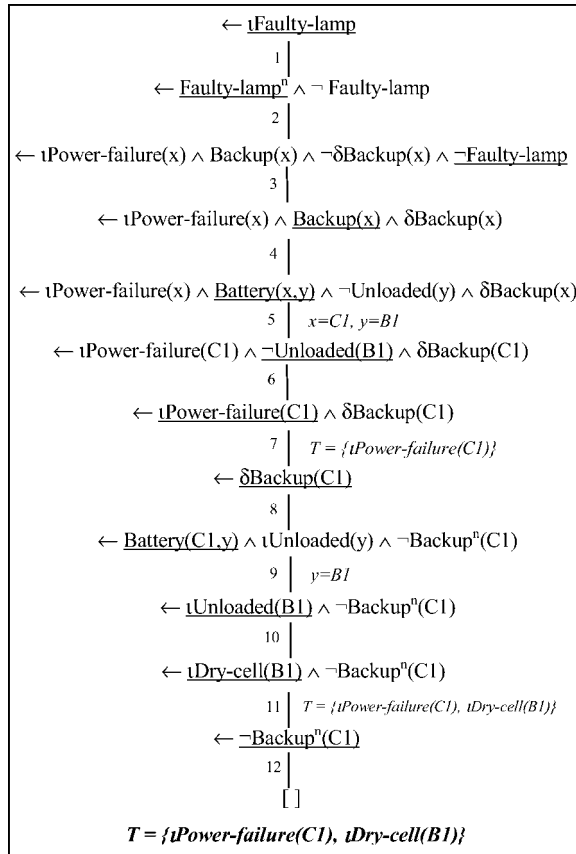 ← ιFaulty-lamp
1
← Faulty-lampⁿ ∧ ¬ Faulty-lamp
2
← ιPower-failure(x) ∧ Backup(x) ∧ ¬δBackup(x) ∧ ¬Faulty-lamp
3
← ιPower-failure(x) ∧ Backup(x) ∧ δBackup(x)
4
← ιPower-failure(x) ∧ Battery(x,y) ∧ ¬Unloaded(y) ∧ δBackup(x)
5 x=C1, y=B1
← ιPower-failure(C1) ∧ ¬Unloaded(B1) ∧ δBackup(C1)
6
← ιPower-failure(C1) ∧ δBackup(C1)
7 T = {ιPower-failure(C1)}
← δBackup(C1)
8
← Battery(C1,y) ∧ ιUnloaded(y) ∧ ¬Backupⁿ(C1)
9 y=B1
← ιUnloaded(B1) ∧ ¬Backupⁿ(C1)
10
← ιDry-cell(B1) ∧ ¬Backupⁿ(C1)
11 T = {ιPower-failure(C1), ιDry-cell(B1)}
← ¬Backupⁿ(C1)
12
[ ]
T = {ιPower-failure(C1), ιDry-cell(B1)}